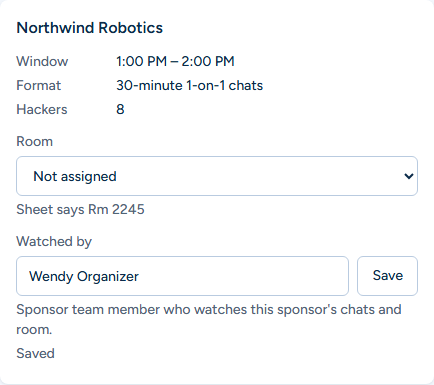 Northwind Robotics
Window 1:00 PM – 2:00 PM
Format 30-minute 1-on-1 chats
Hackers 8
Room
Not assigned
Sheet says Rm 2245
Watched by
Wendy Organizer Save
Sponsor team member who watches this sponsor's chats and
room.
Saved